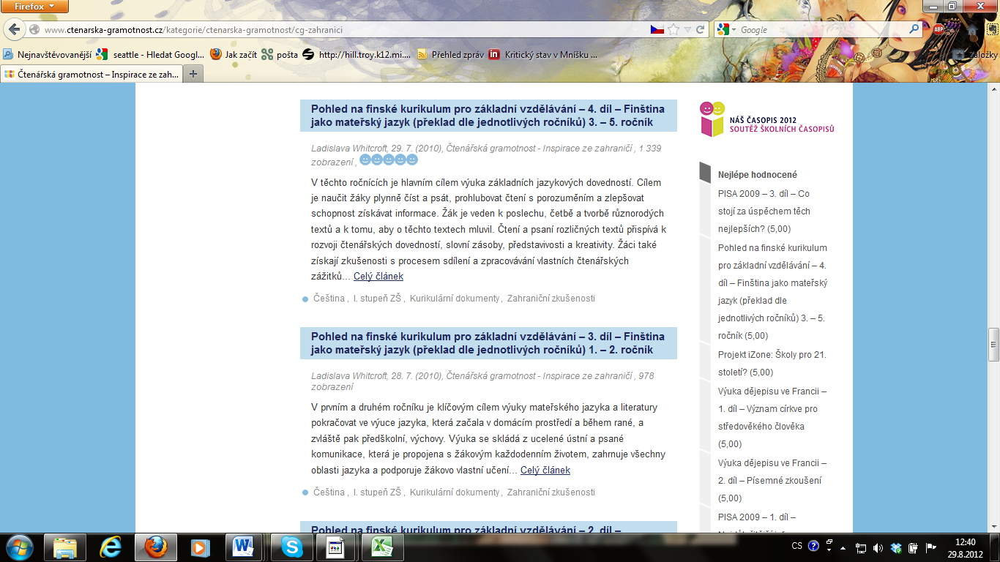 Firefox
www.ctenarska-gramotnost.cz/kategorie/ctenarska-gramotnost/cg-zahranici
Google
ABP
Nejnavštěvovanější
seattle - Hledat Googl...
Jak začít
pošta
http://hill.troy.k12.mi....
Přehled zpráv
Kritický stav v Mníšku ...
Záložky
Čtenářská gramotnost – Inspirace ze zah...
Pohled na finské kurikulum pro základní vzdělávání – 4. díl – Finština
jako mateřský jazyk (překlad dle jednotlivých ročníků) 3. – 5. ročník
Ladislava Whitcroft, 29. 7. (2010), Čtenářská gramotnost - Inspirace ze zahraničí , 1 339
zobrazení ,
V těchto ročnících je hlavním cílem výuka základních jazykových dovedností. Cílem
je naučit žáky plynně číst a psát, prohlubovat čtení s porozuměním a zlepšovat
schopnost získávat informace. Žák je veden k poslechu, četbě a tvorbě různorodých
textů a k tomu, aby o těchto textech mluvil. Čtení a psaní rozličných textů přispívá k
rozvoji čtenářských dovedností, slovní zásoby, představivosti a kreativity. Žáci také
získají zkušenosti s procesem sdílení a zpracovávání vlastních čtenářských
zážitků... Celý článek
Čeština , I. stupeň ZŠ , Kurikulární dokumenty , Zahraniční zkušenosti
Pohled na finské kurikulum pro základní vzdělávání – 3. díl – Finština
jako mateřský jazyk (překlad dle jednotlivých ročníků) 1. – 2. ročník
Ladislava Whitcroft, 28. 7. (2010), Čtenářská gramotnost - Inspirace ze zahraničí , 978
zobrazení
V prvním a druhém ročníku je klíčovým cílem výuky mateřského jazyka a literatury
pokračovat ve výuce jazyka, která začala v domácím prostředí a během rané, a
zvláště pak předškolní, výchovy. Výuka se skládá z ucelené ústní a psané
komunikace, která je propojena s žákovým každodenním životem, zahrnuje všechny
oblasti jazyka a podporuje žákovo vlastní učení... Celý článek
Čeština , I. stupeň ZŠ , Kurikulární dokumenty , Zahraniční zkušenosti
Pohled na finské kurikulum pro základní vzdělávání – 2. díl –
NÁŠ ČASOPIS 2012
SOUTĚŽ ŠKOLNÍCH ČASOPISŮ
Nejlépe hodnocené
PISA 2009 – 3. díl – Co
stojí za úspěchem těch
nejlepších? (5,00)
Pohled na finské kurikulum
pro základní vzdělávání – 4.
díl – Finština jako mateřský
jazyk (překlad dle
jednotlivých ročníků) 3. – 5.
ročník (5,00)
Projekt iZone: Školy pro 21.
století? (5,00)
Výuka dějepisu ve Francii –
1. díl – Význam církve pro
středověkého člověka
(5,00)
Výuka dějepisu ve Francii –
2. díl – Písemné zkoušení
(5,00)
PISA 2009 – 1. díl –
CS
12:40
29.8.2012